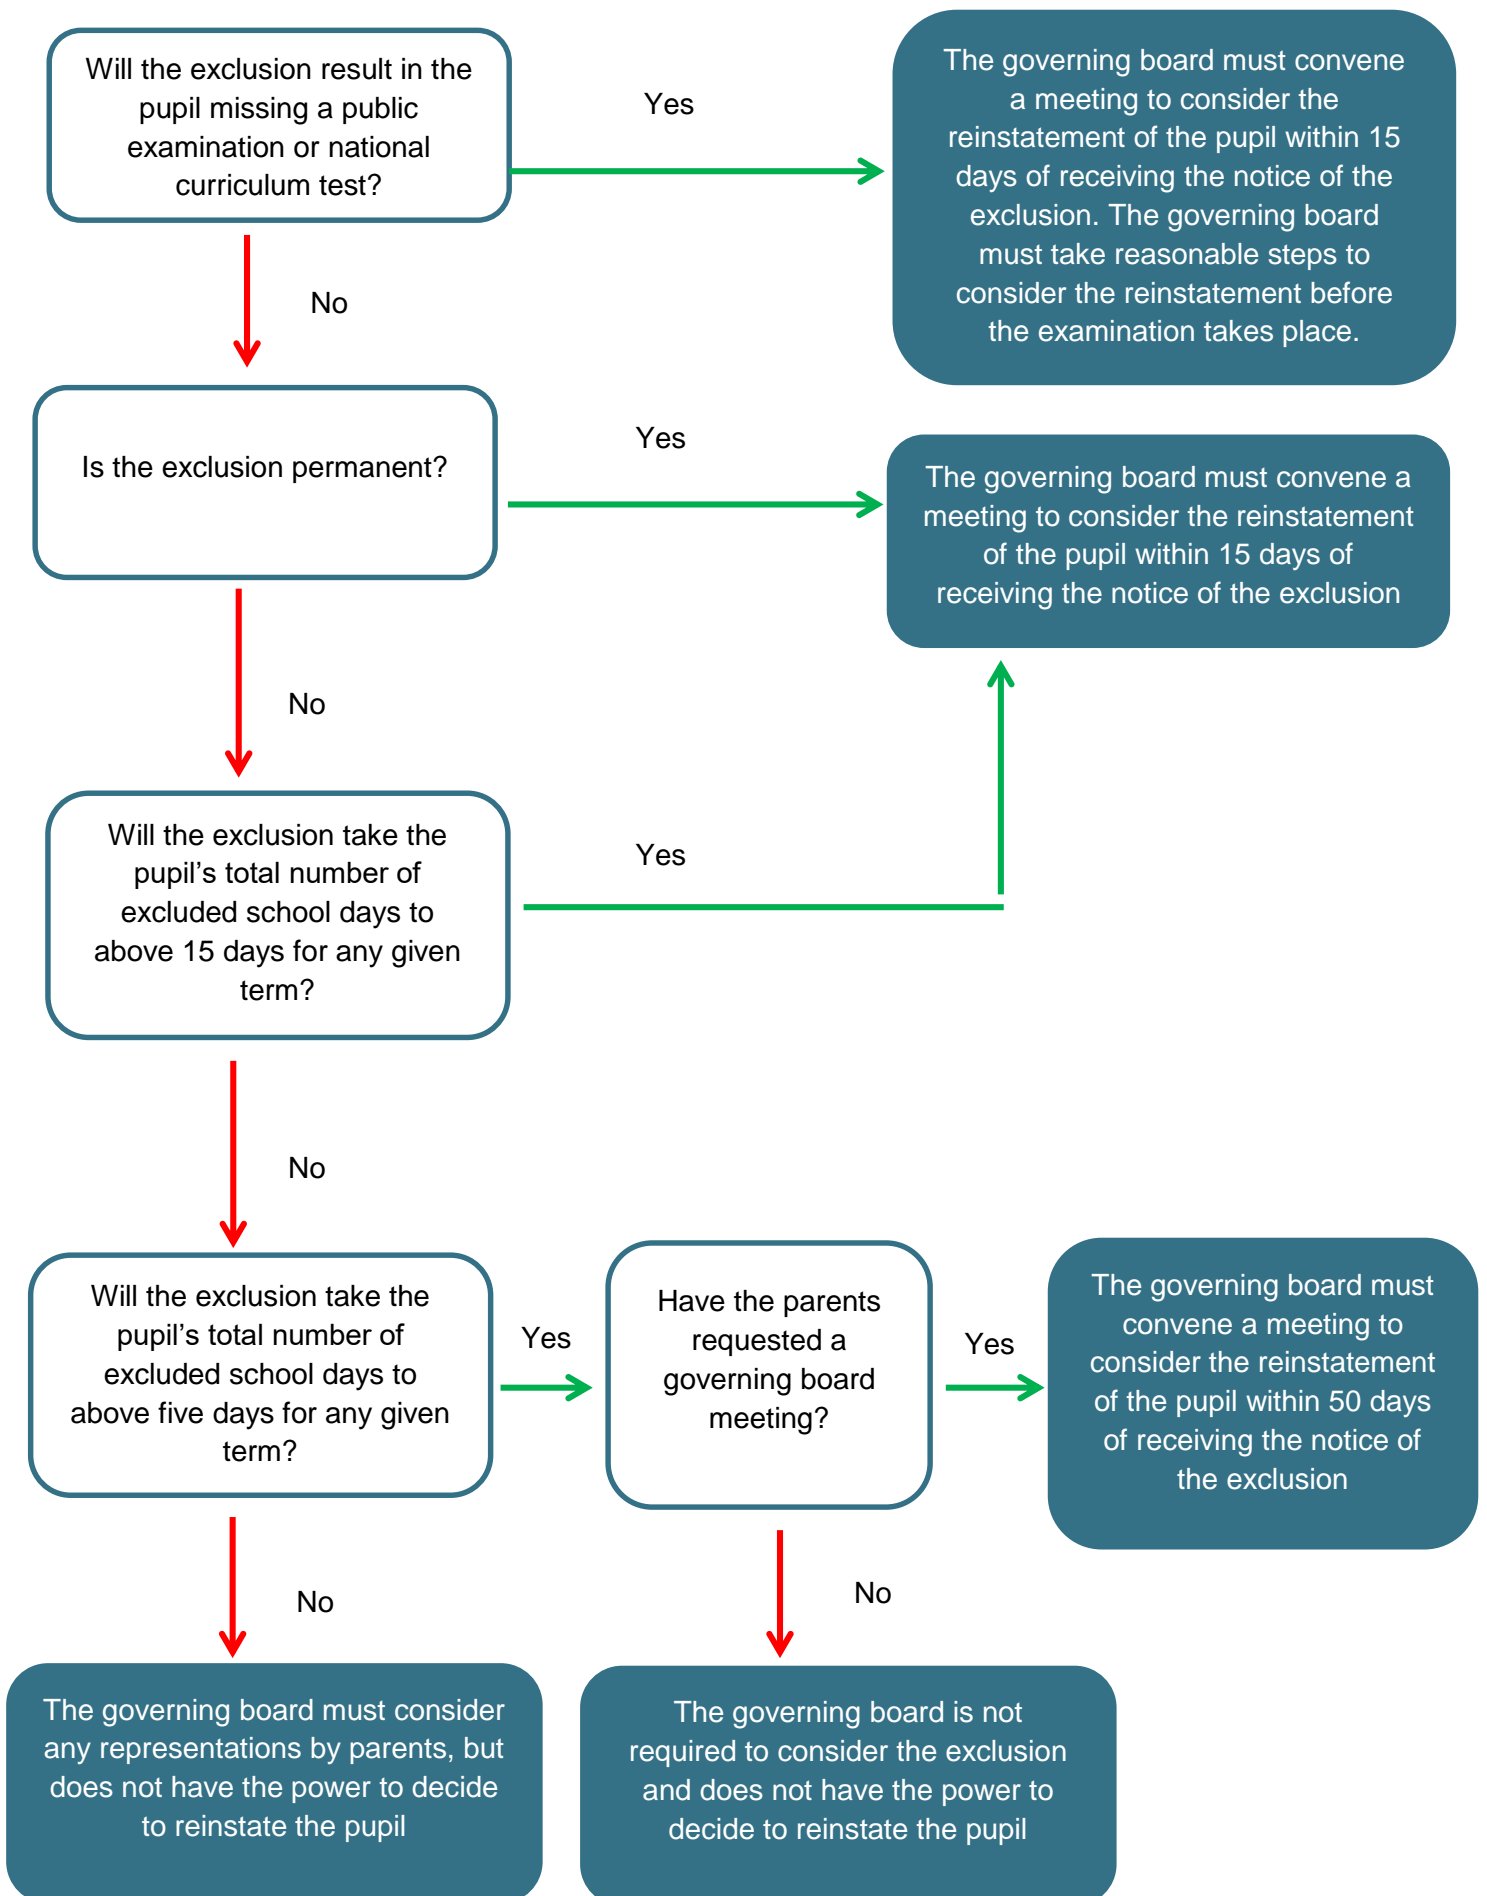 Will the exclusion result in the
pupil missing a public
examination or national
curriculum test?
Yes
The governing board must convene
a meeting to consider the
reinstatement of the pupil within 15
days of receiving the notice of the
exclusion. The governing board
must take reasonable steps to
consider the reinstatement before
the examination takes place.
No
Is the exclusion permanent?
Yes
The governing board must convene a
meeting to consider the reinstatement
of the pupil within 15 days of
receiving the notice of the exclusion
No
Will the exclusion take the
pupil’s total number of
excluded school days to
above 15 days for any given
term?
Yes
No
Will the exclusion take the
pupil’s total number of
excluded school days to
above five days for any given
term?
Yes
Have the parents
requested a
governing board
meeting?
Yes
The governing board must
convene a meeting to
consider the reinstatement
of the pupil within 50 days
of receiving the notice of
the exclusion
No
No
The governing board must consider
any representations by parents, but
does not have the power to decide
to reinstate the pupil
The governing board is not
required to consider the exclusion
and does not have the power to
decide to reinstate the pupil